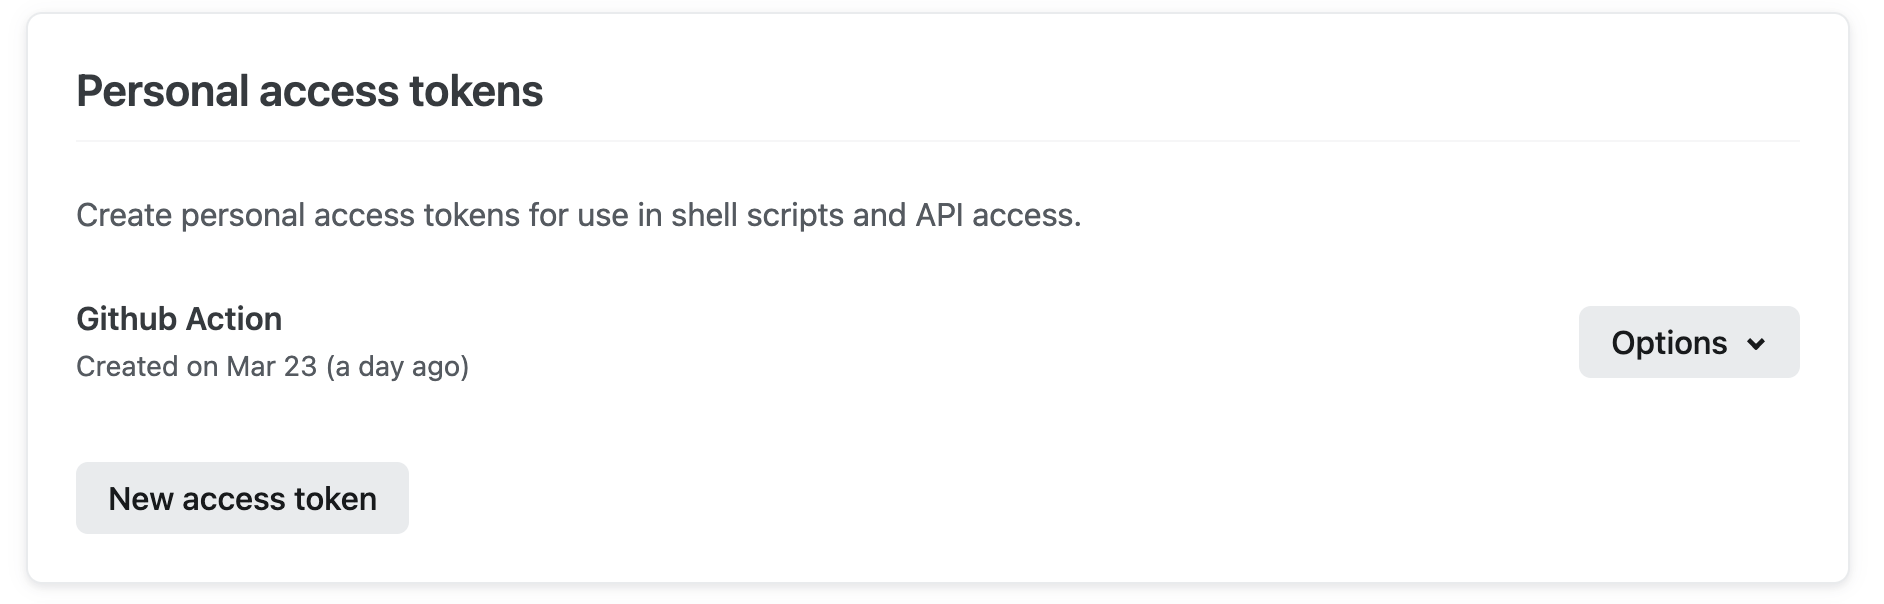 Personal access tokens
Create personal access tokens for use in shell scripts and API access.
Github Action
Created on Mar 23 (a day ago)
Options
New access token